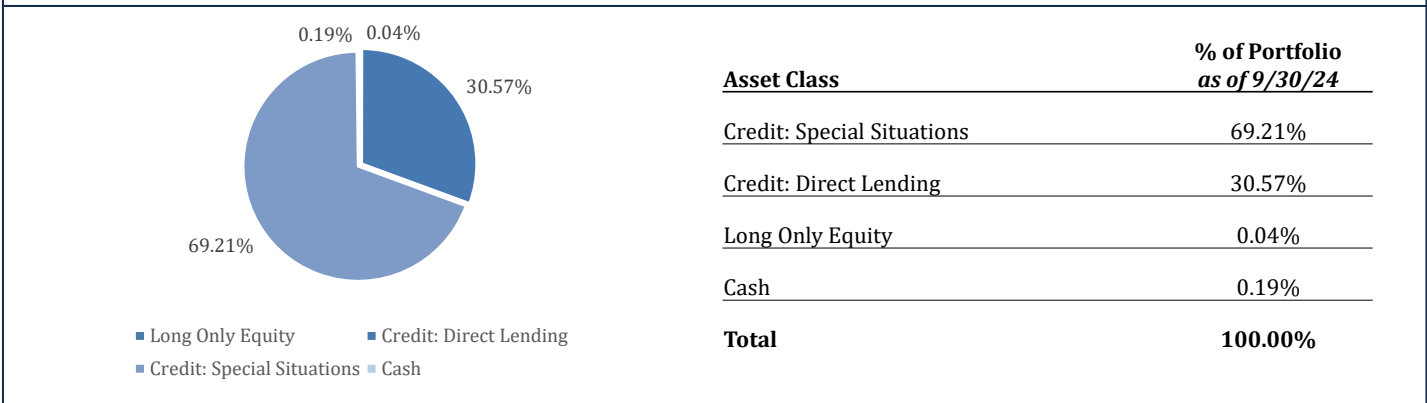 0.19% 0.04%
30.57%
69.21%
Long Only Equity Credit: Direct Lending
Credit: Special Situations Cash
% of Portfolio
Asset Class as of 9/30/24
Credit: Special Situations 69.21%
Credit: Direct Lending 30.57%
Long Only Equity 0.04%
Cash 0.19%
Total 100.00%